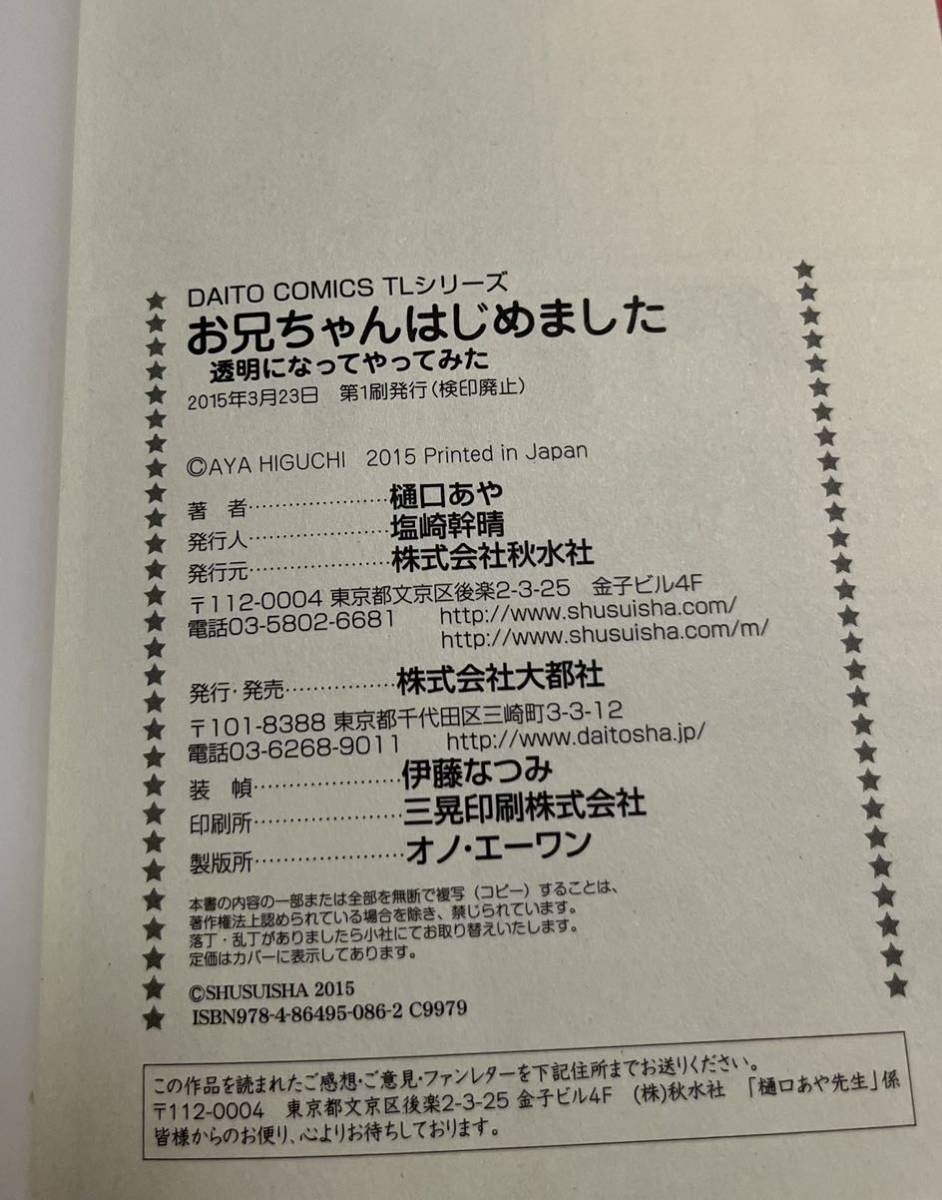 DAITO COMICS TLシリーズ
お兄ちゃんはじめました
透明になってやってみた
2015年3月23日　第1刷発行(検印廃止)
©AYA HIGUCHI　2015 Printed in Japan
著　者…………………樋口あや
発行人…………………塩崎幹晴
発行元…………………株式会社秋水社
〒112-0004 東京都文京区後楽2-3-25　金子ビル4F
電話03-5802-6681　http://www.shusuisha.com/
http://www.shusuisha.com/m/
発行・発売……………株式会社大都社
〒101-8388 東京都千代田区三崎町3-3-12
電話03-6268-9011　http://www.daitosha.jp/
装　幀…………………伊藤なつみ
印刷所…………………三晃印刷株式会社
製版所…………………オノ・エーワン
本書の内容の一部または全部を無断で複写（コピー）することは、
著作権法上認められている場合を除き、禁じられています。
落丁・乱丁がありましたら小社にてお取り替えいたします。
定価はカバーに表示してあります。
©SHUSUISHA 2015
ISBN978-4-86495-086-2 C9979
この作品を読まれたご感想・ご意見・ファンレターを下記住所までお送りください。
〒112-0004　東京都文京区後楽2-3-25 金子ビル4F　(株)秋水社　「樋口あや先生」係
皆様からのお便り、心よりお待ちしております。